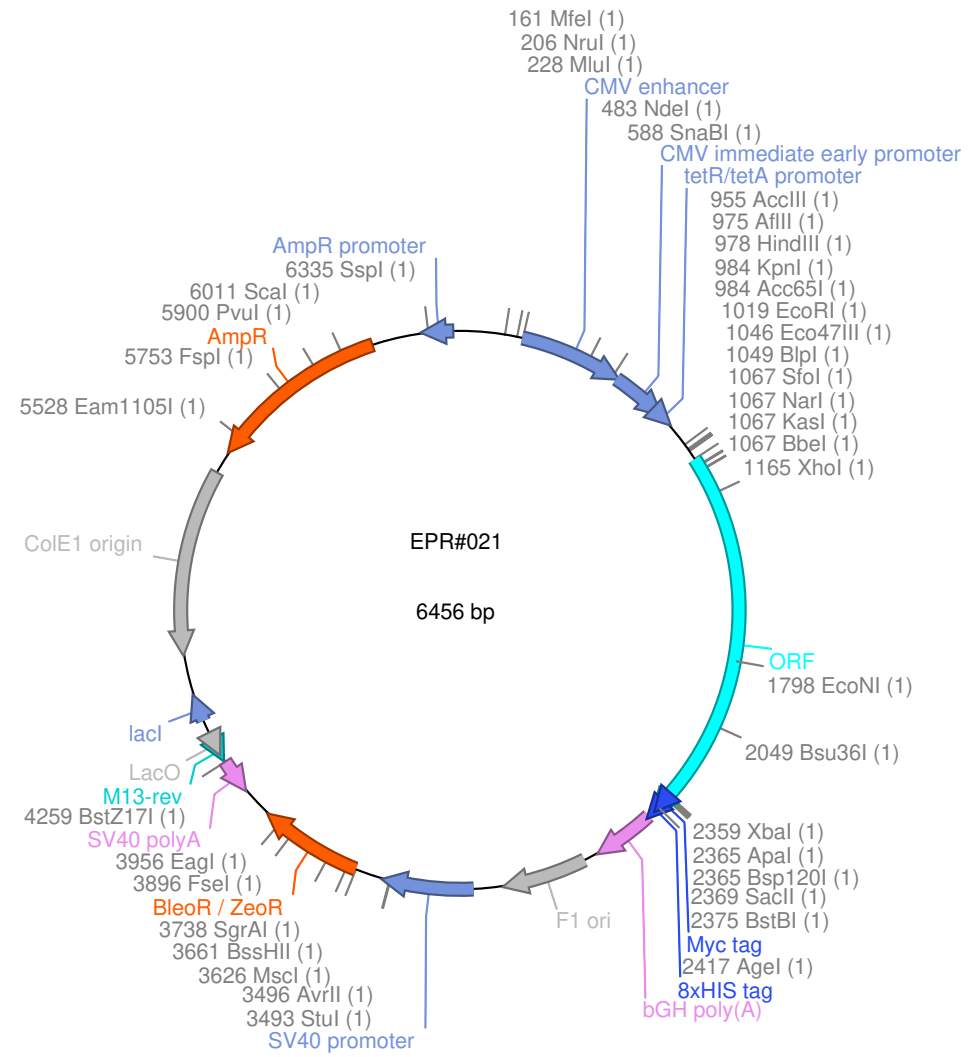 161 MfeI (1)
206 NruI (1)
228 MluI (1)
CMV enhancer
483 NdeI (1)
588 SnaBI (1)
CMV immediate early promoter
tetR/tetA promoter
955 AccIII (1)
975 AflII (1)
978 HindIII (1)
984 KpnI (1)
984 Acc65I (1)
1019 EcoRI (1)
1046 Eco47III (1)
1049 BlpI (1)
1067 SfoI (1)
1067 NarI (1)
1067 KasI (1)
1067 BbeI (1)
1165 XhoI (1)
ORF
1798 EcoNI (1)
2049 Bsu36I (1)
2359 XbaI (1)
2365 ApaI (1)
2365 Bsp120I (1)
2369 SacII (1)
2375 BstBI (1)
Myc tag
2417 AgeI (1)
8xHIS tag
bGH poly(A)
F1 ori
SV40 promoter
3493 StuI (1)
3496 AvrII (1)
3626 MscI (1)
3661 BssHII (1)
3738 SgrAI (1)
BleoR / ZeoR
3896 FseI (1)
3956 EagI (1)
SV40 polyA
4259 BstZ17I (1)
M13-rev
LacO
lacI
ColE1 origin
5528 Eam1105I (1)
5753 FspI (1)
AmpR
5900 PvuI (1)
6011 ScaI (1)
6335 SspI (1)
AmpR promoter
EPR#021
6456 bp